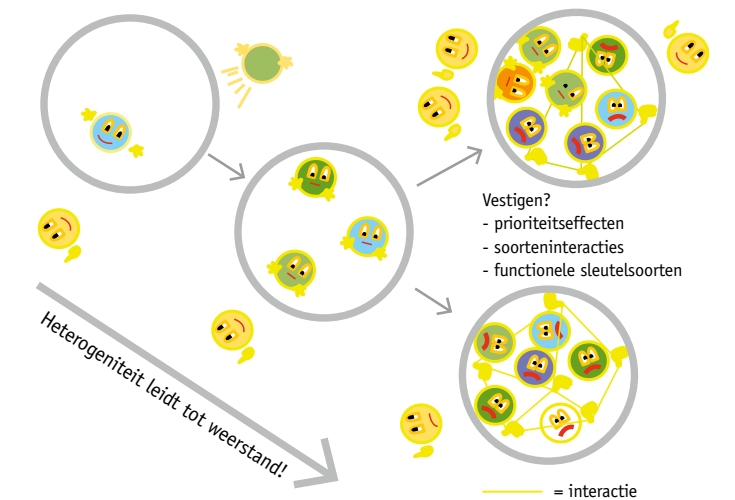 Vestigen?
- prioriteitseffecten
- soorteninteracties
- functionele sleutelsoorten
Heterogeniteit leidt tot weerstand!
= interactie